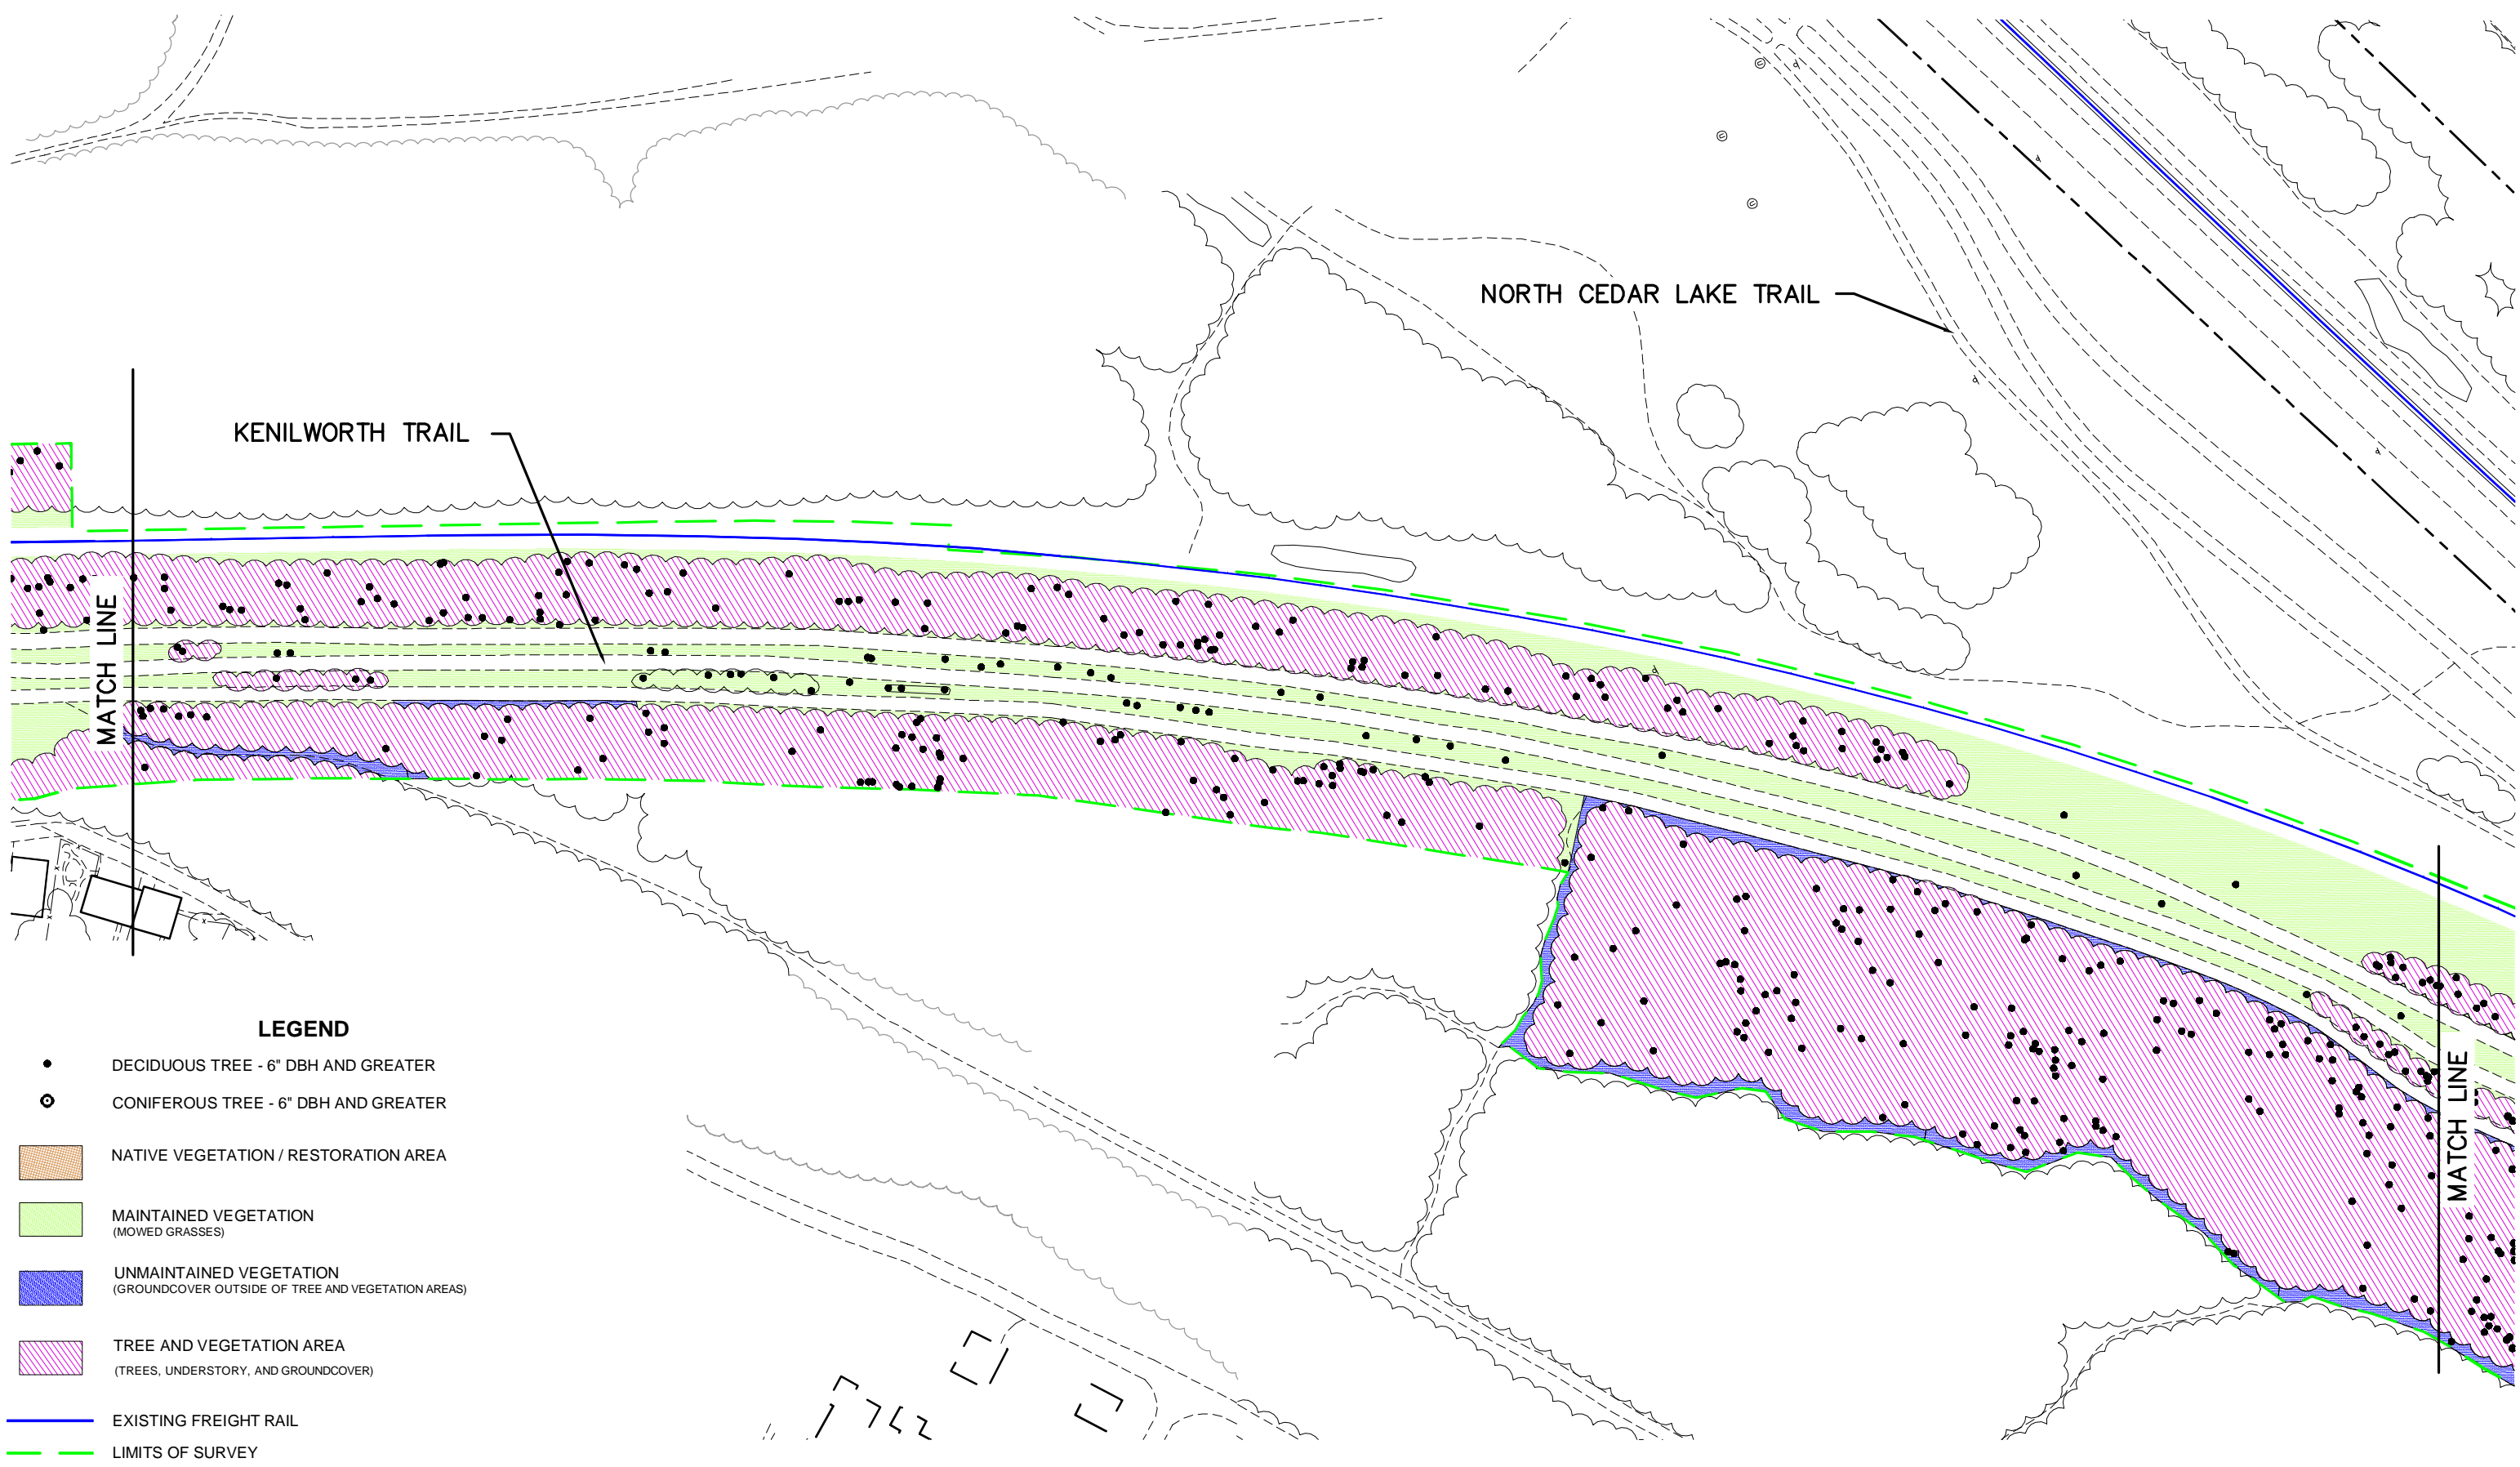 NORTH CEDAR LAKE TRAIL
KENILWORTH TRAIL
MATCH LINE
MATCH LINE
LEGEND
DECIDUOUS TREE - 6" DBH AND GREATER
CONIFEROUS TREE - 6" DBH AND GREATER
NATIVE VEGETATION / RESTORATION AREA
MAINTAINED VEGETATION
(MOWED GRASSES)
UNMAINTAINED VEGETATION
(GROUNDCOVER OUTSIDE OF TREE AND VEGETATION AREAS)
TREE AND VEGETATION AREA
(TREES, UNDERSTORY, AND GROUNDCOVER)
EXISTING FREIGHT RAIL
LIMITS OF SURVEY